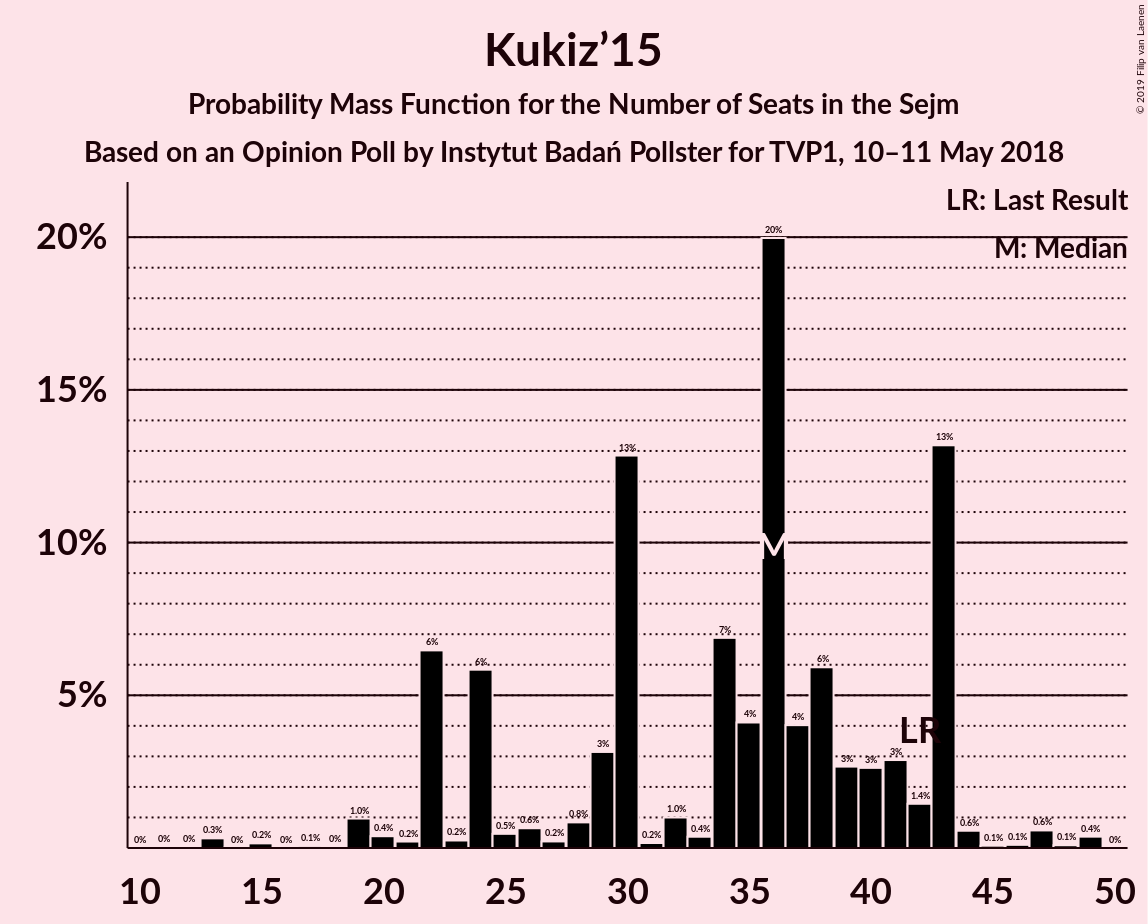 Kukiz’15
Probability Mass Function for the Number of Seats in the Sejm
Based on an Opinion Poll by Instytut Badań Pollster for TVP1, 10–11 May 2018
© 2019 Filip van Laenen
LR: Last Result
M: Median
20%
15%
10%
5%
0% 0% 0% 0.3% 0% 0.2% 0% 0.1% 0% 1.0% 0.4% 0.2% 6% 0.2% 6% 0.5% 0.6% 0.2% 0.8% 3% 13% 0.2% 1.0% 0.4% 7% 4% 20% 4% 6% 3% 3% 3% 1.4% 13% 0.6% 0.1% 0.1% 0.6% 0.1% 0.4% 0%
M
LR
10 15 20 25 30 35 40 45 50